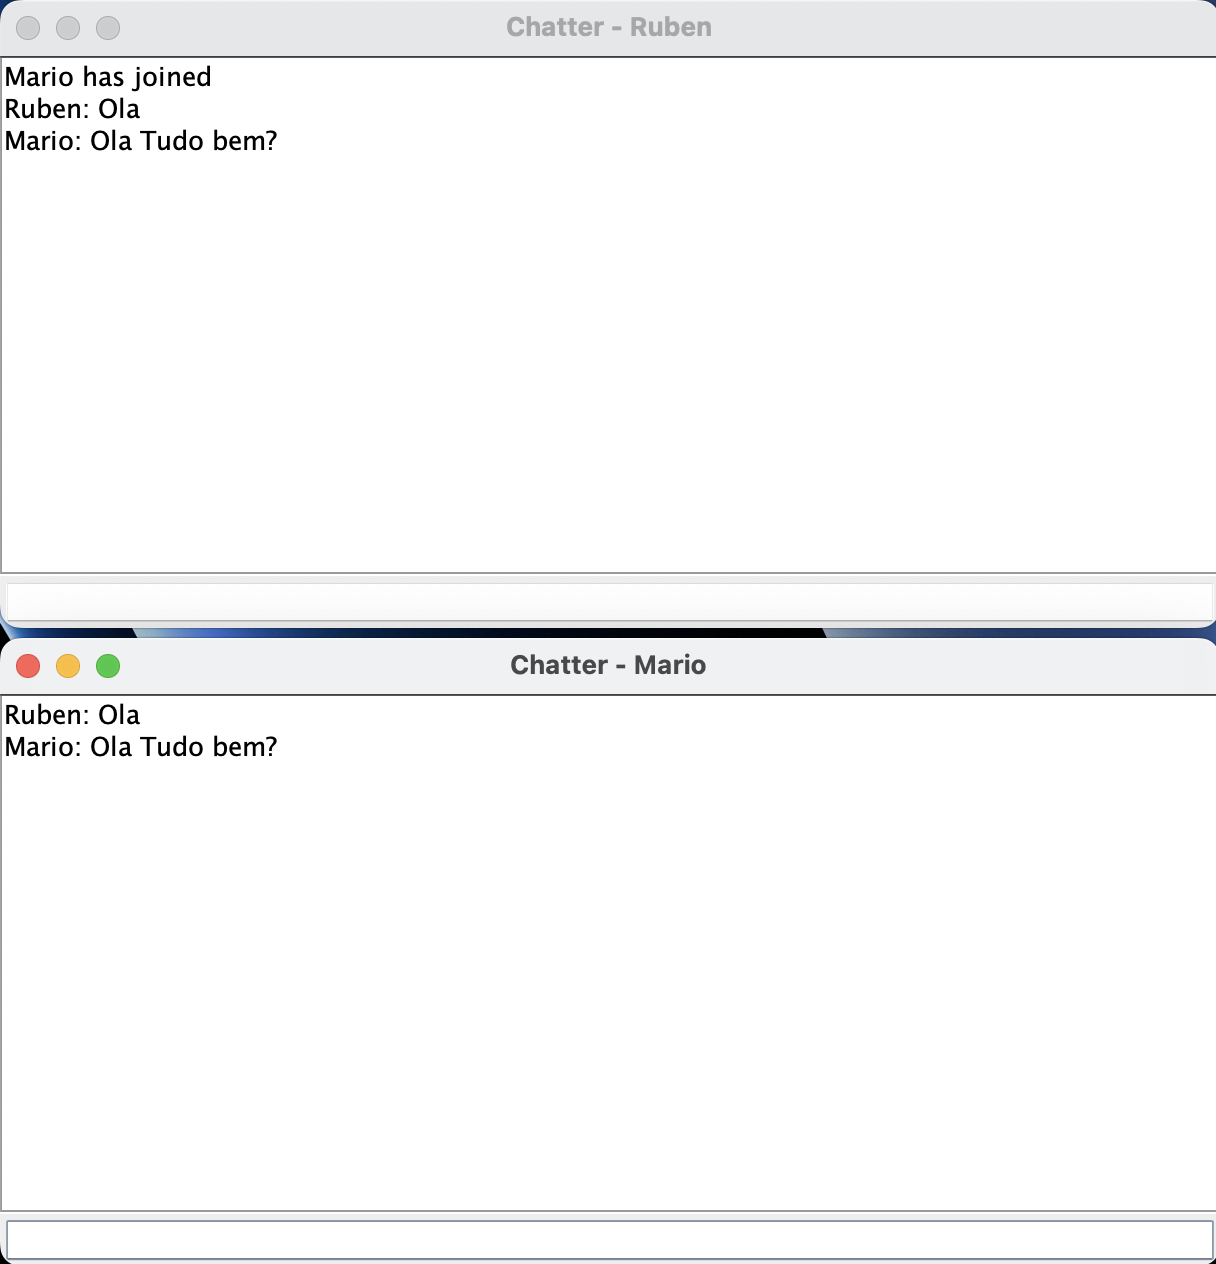 Chatter - Ruben
Mario has joined
Ruben: Ola
Mario: Ola Tudo bem?
Chatter - Mario
Ruben: Ola
Mario: Ola Tudo bem?